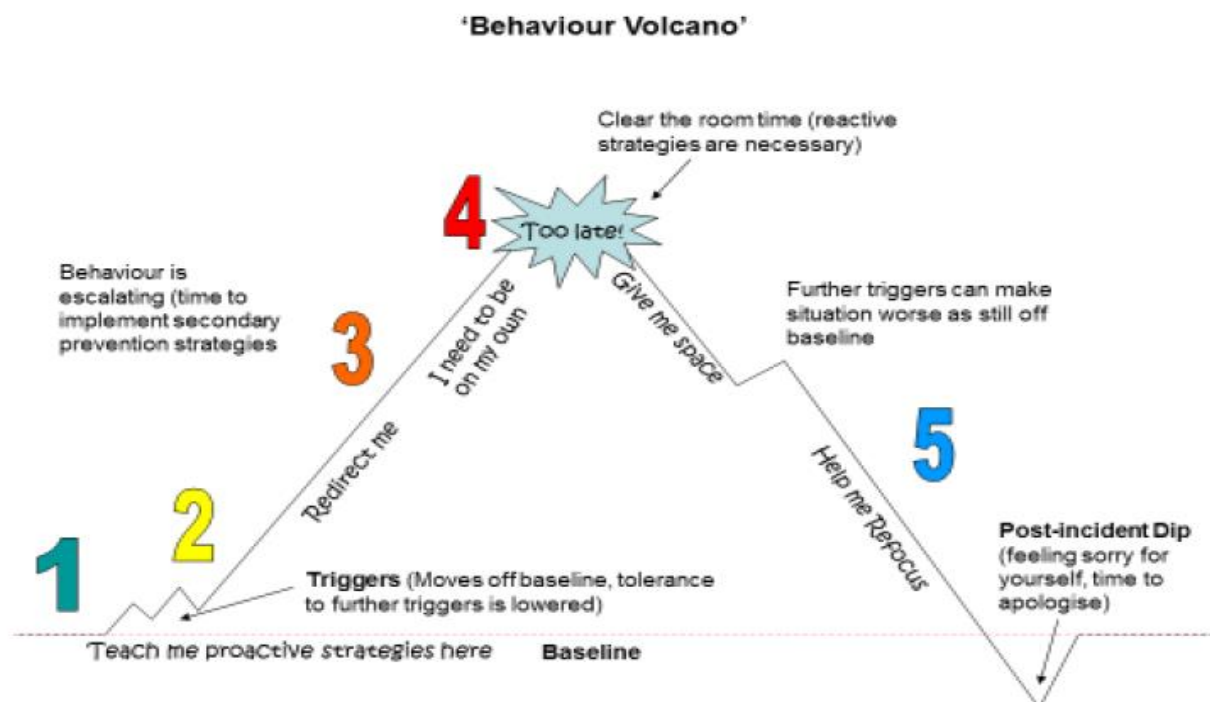 'Behaviour Volcano'
Clear the room time (reactive
strategies are necessary)
4
Too late!
Behaviour is
escalating (time to
implement secondary
prevention strategies
3
I need to be
on my own
Give me space
Further triggers can make
situation worse as still off
baseline
Redirect me
5
Help me Refocus
2
1
Triggers (Moves off baseline, tolerance
to further triggers is lowered)
Post-incident Dip
(feeling sorry for
yourself, time to
apologise)
Teach me proactive strategies here
Baseline